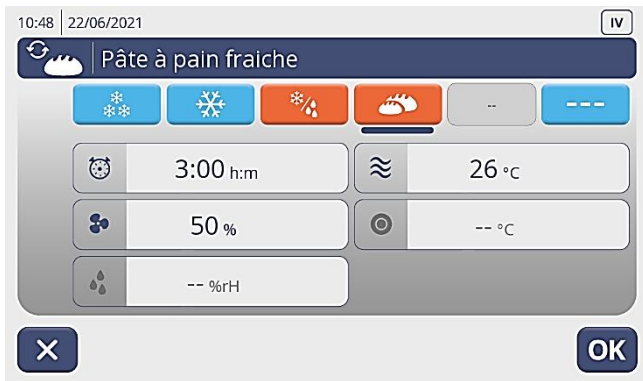 10:48 22/06/2021 IV
Pâte à pain fraiche
-- ---
3:00 h:m 26 °C
50 % -- °C
-- %rH
OK